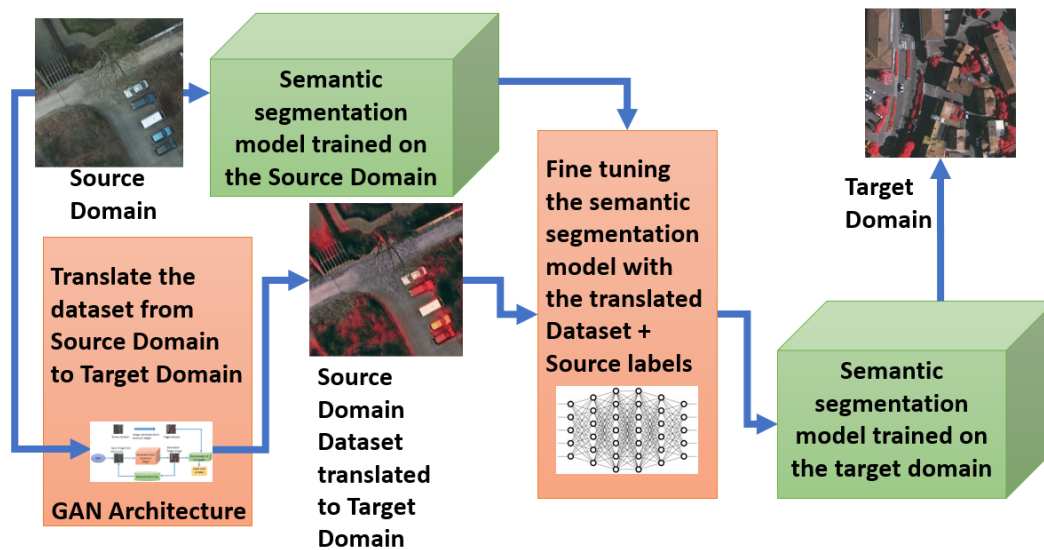 Source
Domain
Semantic
segmentation
model trained on
the Source Domain
Translate the
dataset from
Source Domain
to Target Domain
GAN Architecture
Source
Domain
Dataset
translated
to Target
Domain
Fine tuning
the semantic
segmentation
model with
the translated
Dataset +
Source labels
Target
Domain
Semantic
segmentation
model trained on
the target domain